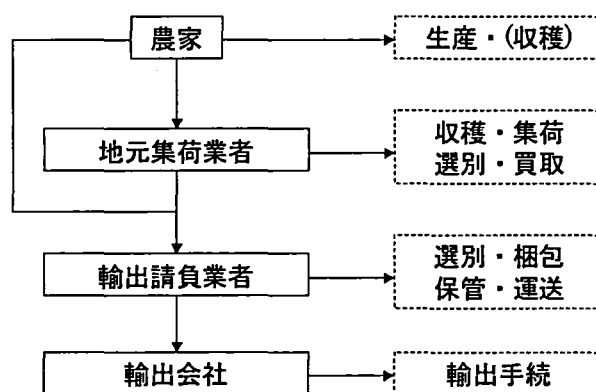 農家
生産・(収穫)
地元集荷業者
収穫・集荷
選別・買取
輸出請負業者
選別・梱包
保管・運送
輸出会社
輸出手続